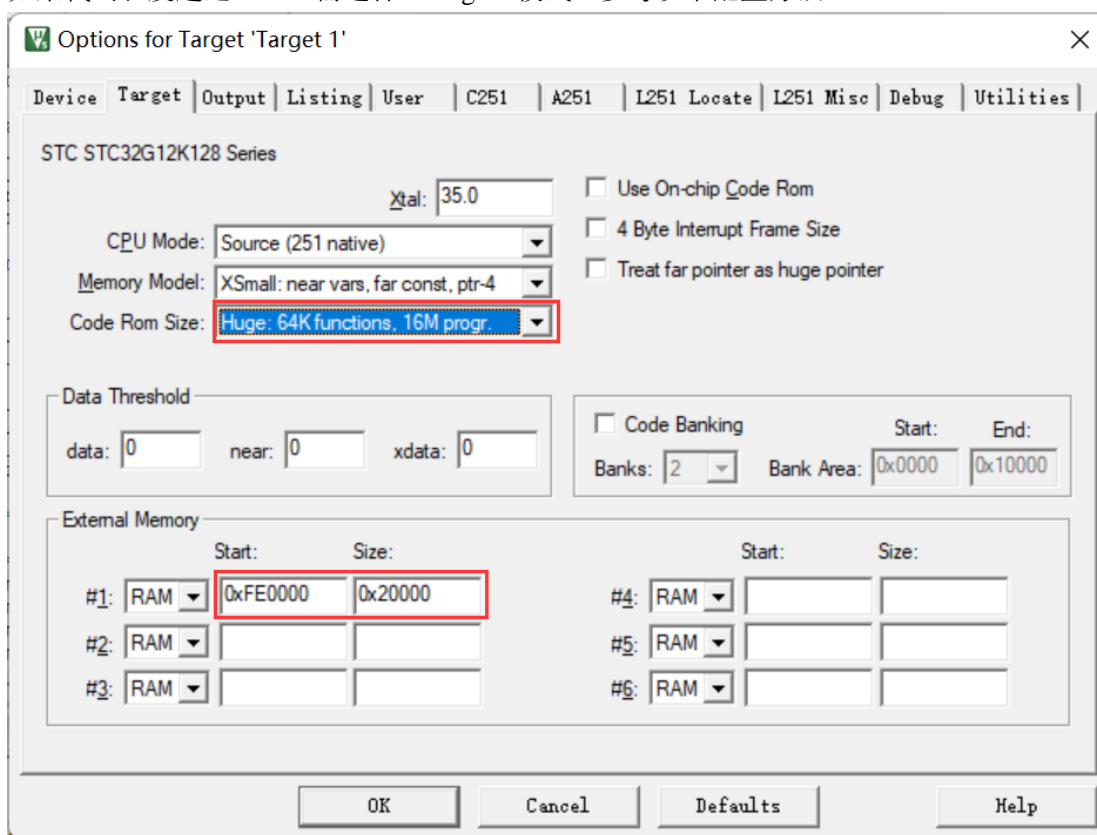 Options for Target 'Target 1'
Device Target Output Listing User C251 A251 L251 Locate L251 Misc Debug Utilities
STC STC32G12K128 Series
Xtal: 35.0
Use On-chip Code Rom
CPU Mode: Source (251 native)
4 Byte Interrupt Frame Size
Memory Model: XSmall: near vars, far const, ptr-4
Treat far pointer as huge pointer
Code Rom Size: Huge: 64K functions, 16M progr.
Data Threshold
data: 0 near: 0 xdata: 0
Code Banking Start: End:
Banks: 2 Bank Area: 0x0000 0x10000
External Memory
Start: Size: Start: Size:
#1: RAM 0xFE0000 0x20000 #4: RAM
#2: RAM #5: RAM
#3: RAM #6: RAM
OK Cancel Defaults Help